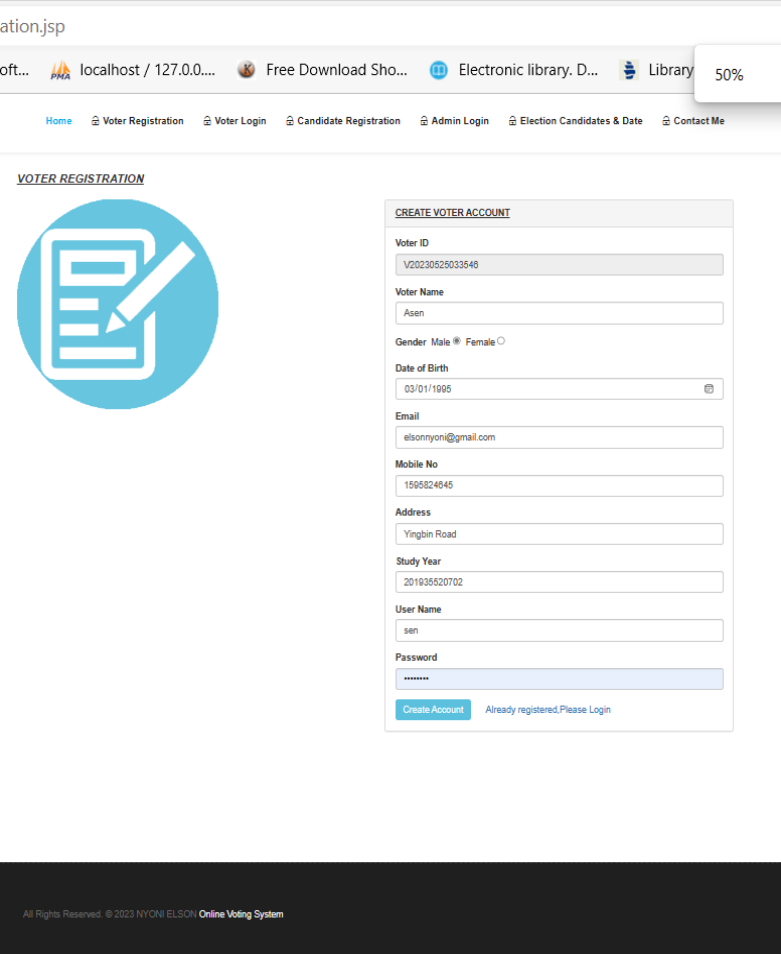 ation.jsp
oft... localhost / 127.0.0.... Free Download Sho... Electronic library. D... Library
50%
Home Voter Registration Voter Login Candidate Registration Admin Login Election Candidates & Date Contact Me
VOTER REGISTRATION
CREATE VOTER ACCOUNT
Voter ID
V20230525033546
Voter Name
Asen
Gender Male Female
Date of Birth
03/01/1995
Email
elsonnyoni@gmail.com
Mobile No
1595824645
Address
Yingbin Road
Study Year
201935520702
User Name
sen
Password
••••••••
Create Account Already registered,Please Login
All Rights Reserved. © 2023 NYONI ELSON Online Voting System